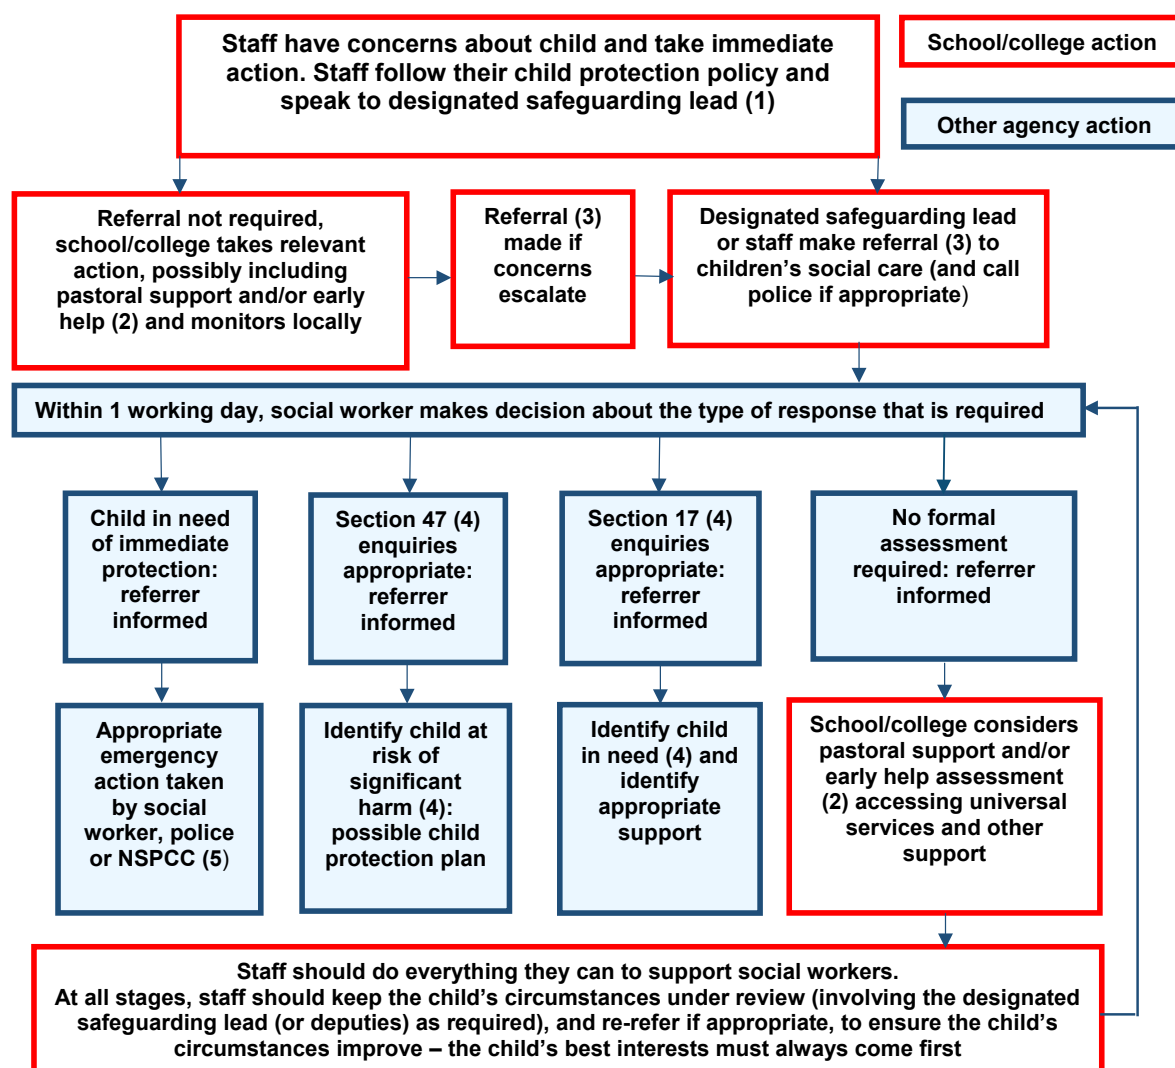 Staff have concerns about child and take immediate
action. Staff follow their child protection policy and
speak to designated safeguarding lead (1)
School/college action
Other agency action
Referral not required,
school/college takes relevant
action, possibly including
pastoral support and/or early
help (2) and monitors locally
Referral (3)
made if
concerns
escalate
Designated safeguarding lead
or staff make referral (3) to
children’s social care (and call
police if appropriate)
Within 1 working day, social worker makes decision about the type of response that is required
Child in need
of immediate
protection:
referrer
informed
Section 47 (4)
enquiries
appropriate:
referrer
informed
Section 17 (4)
enquiries
appropriate:
referrer
informed
No formal
assessment
required: referrer
informed
Appropriate
emergency
action taken
by social
worker, police
or NSPCC (5)
Identify child at
risk of
significant
harm (4):
possible child
protection plan
Identify child
in need (4) and
identify
appropriate
support
School/college considers
pastoral support and/or
early help assessment
(2) accessing universal
services and other
support
Staff should do everything they can to support social workers.
At all stages, staff should keep the child’s circumstances under review (involving the designated
safeguarding lead (or deputies) as required), and re-refer if appropriate, to ensure the child’s
circumstances improve – the child’s best interests must always come first